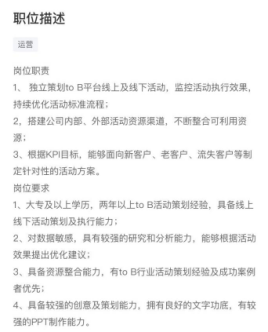 职位描述
运营
岗位职责
1、 独立策划to B平台线上及线下活动，监控活动执行效果，
持续优化活动标准流程；
2、搭建公司内部、外部活动资源渠道，不断整合可利用资
源；
3、根据KPI目标，能够面向新客户、老客户、流失客户等制
定针对性的活动方案。
岗位要求
1、大专及以上学历，两年以上to B活动策划经验，具备线上
线下活动策划及执行能力；
2、对数据敏感，具有较强的研究和分析能力，能够根据活动
效果提出优化建议；
3、具备资源整合能力，有to B行业活动策划经验及成功案例
者优先；
4、具备较强的创意及策划能力，拥有良好的文字功底，有较
强的PPT制作能力。